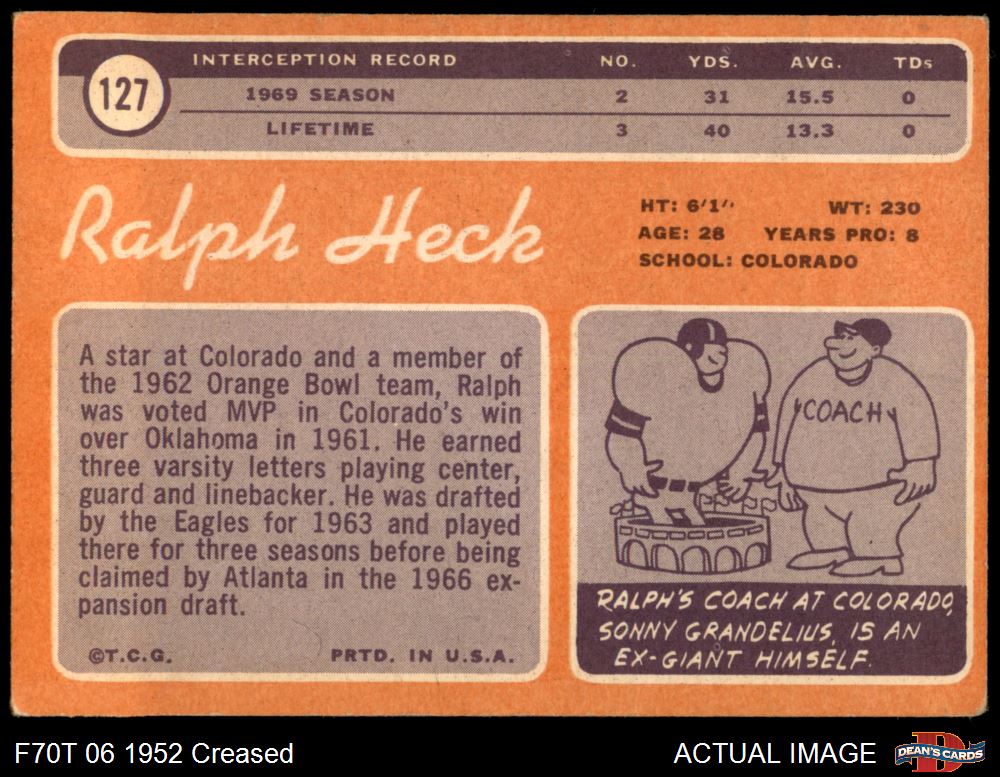 INTERCEPTION RECORD NO. YDS. AVG. TDs
127
1969 SEASON 2 31 15.5 0
LIFETIME 3 40 13.3 0
Ralph Heck
HT: 6'1" WT: 230
AGE: 28 YEARS PRO: 8
SCHOOL: COLORADO
A star at Colorado and a member of
the 1962 Orange Bowl team, Ralph
was voted MVP in Colorado's win
over Oklahoma in 1961. He earned
three varsity letters playing center,
guard and linebacker. He was drafted
by the Eagles for 1963 and played
there for three seasons before being
claimed by Atlanta in the 1966 ex-
pansion draft.
©T.C.G. PRTD. IN U.S.A.
COACH
RALPH'S COACH AT COLORADO,
SONNY GRANDELIUS, IS AN
EX-GIANT HIMSELF.
F70T 06 1952 Creased
ACTUAL IMAGE
D
DEAN'S CARDS